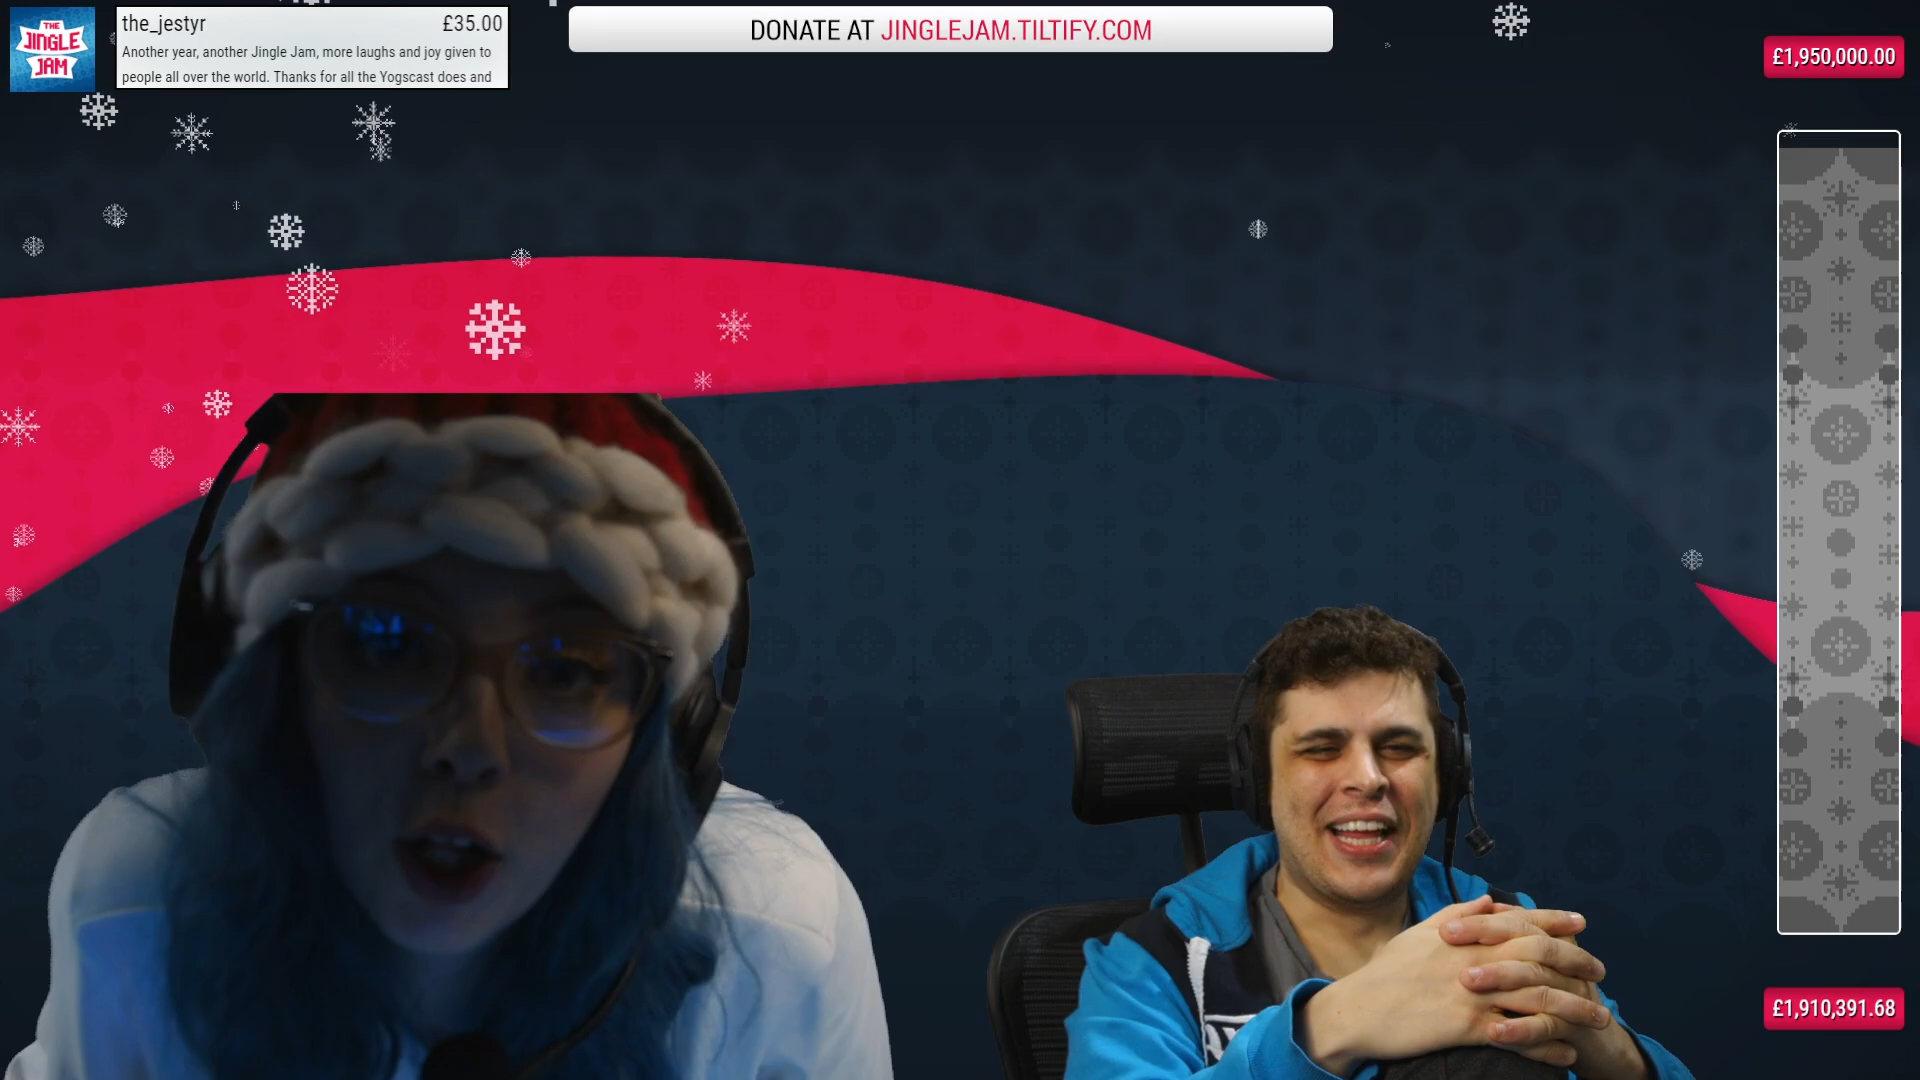 THE
JINGLE
JAM
the_jestyr £35.00
Another year, another Jingle Jam, more laughs and joy given to
people all over the world. Thanks for all the Yogscast does and
DONATE AT JINGLEJAM.TILTIFY.COM
£1,950,000.00
£1,910,391.68